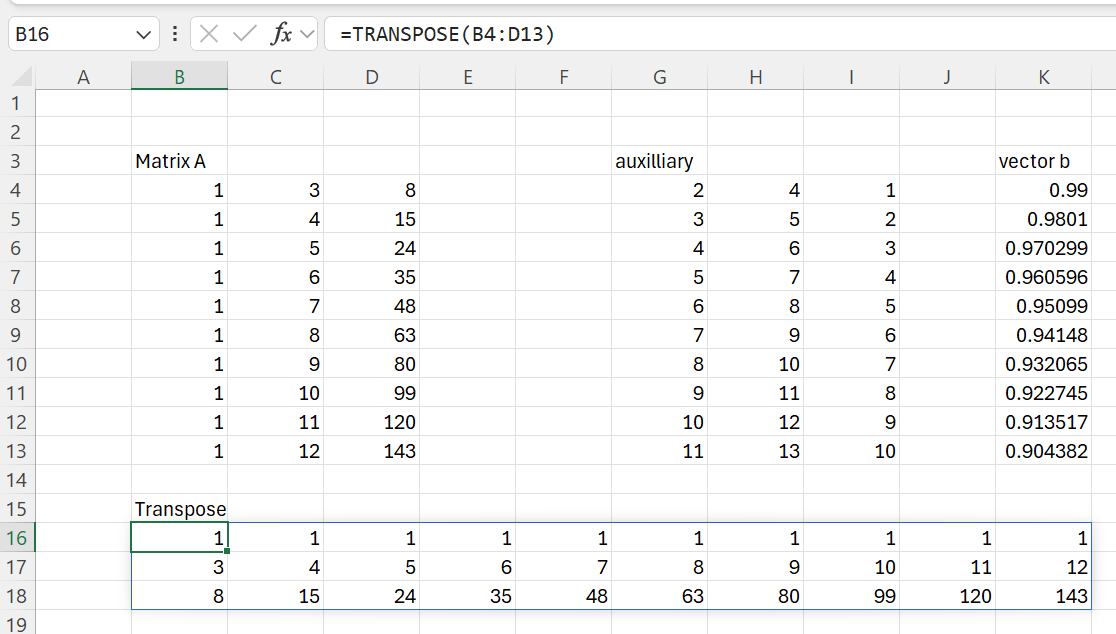 B16 fx =TRANSPOSE(B4:D13)
A B C D E F G H I J K
1
2
3 Matrix A auxilliary vector b
4 1 3 8 2 4 1 0.99
5 1 4 15 3 5 2 0.9801
6 1 5 24 4 6 3 0.970299
7 1 6 35 5 7 4 0.960596
8 1 7 48 6 8 5 0.95099
9 1 8 63 7 9 6 0.94148
10 1 9 80 8 10 7 0.932065
11 1 10 99 9 11 8 0.922745
12 1 11 120 10 12 9 0.913517
13 1 12 143 11 13 10 0.904382
14
15 Transpose
16 1 1 1 1 1 1 1 1 1 1
17 3 4 5 6 7 8 9 10 11 12
18 8 15 24 35 48 63 80 99 120 143
19